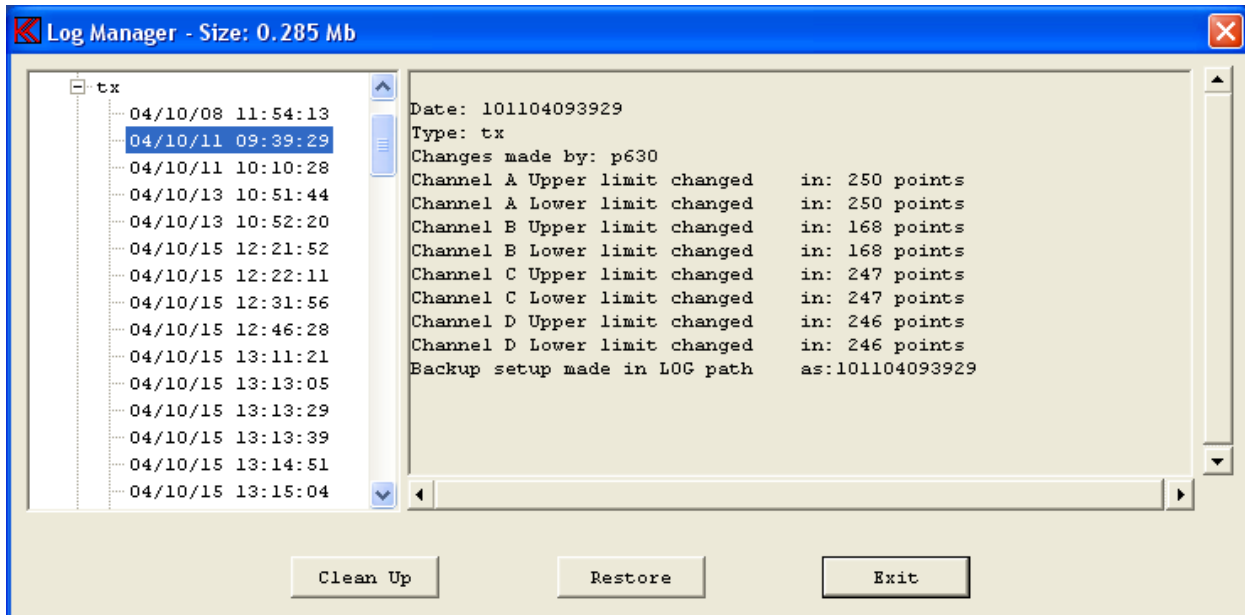 Log Manager - Size: 0.285 Mb
tx
04/10/08 11:54:13
04/10/11 09:39:29
04/10/11 10:10:28
04/10/13 10:51:44
04/10/13 10:52:20
04/10/15 12:21:52
04/10/15 12:22:11
04/10/15 12:31:56
04/10/15 12:46:28
04/10/15 13:11:21
04/10/15 13:13:05
04/10/15 13:13:29
04/10/15 13:13:39
04/10/15 13:14:51
04/10/15 13:15:04
Date: 101104093929
Type: tx
Changes made by: p630
Channel A Upper limit changed in: 250 points
Channel A Lower limit changed in: 250 points
Channel B Upper limit changed in: 168 points
Channel B Lower limit changed in: 168 points
Channel C Upper limit changed in: 247 points
Channel C Lower limit changed in: 247 points
Channel D Upper limit changed in: 246 points
Channel D Lower limit changed in: 246 points
Backup setup made in LOG path as:101104093929
Clean Up
Restore
Exit